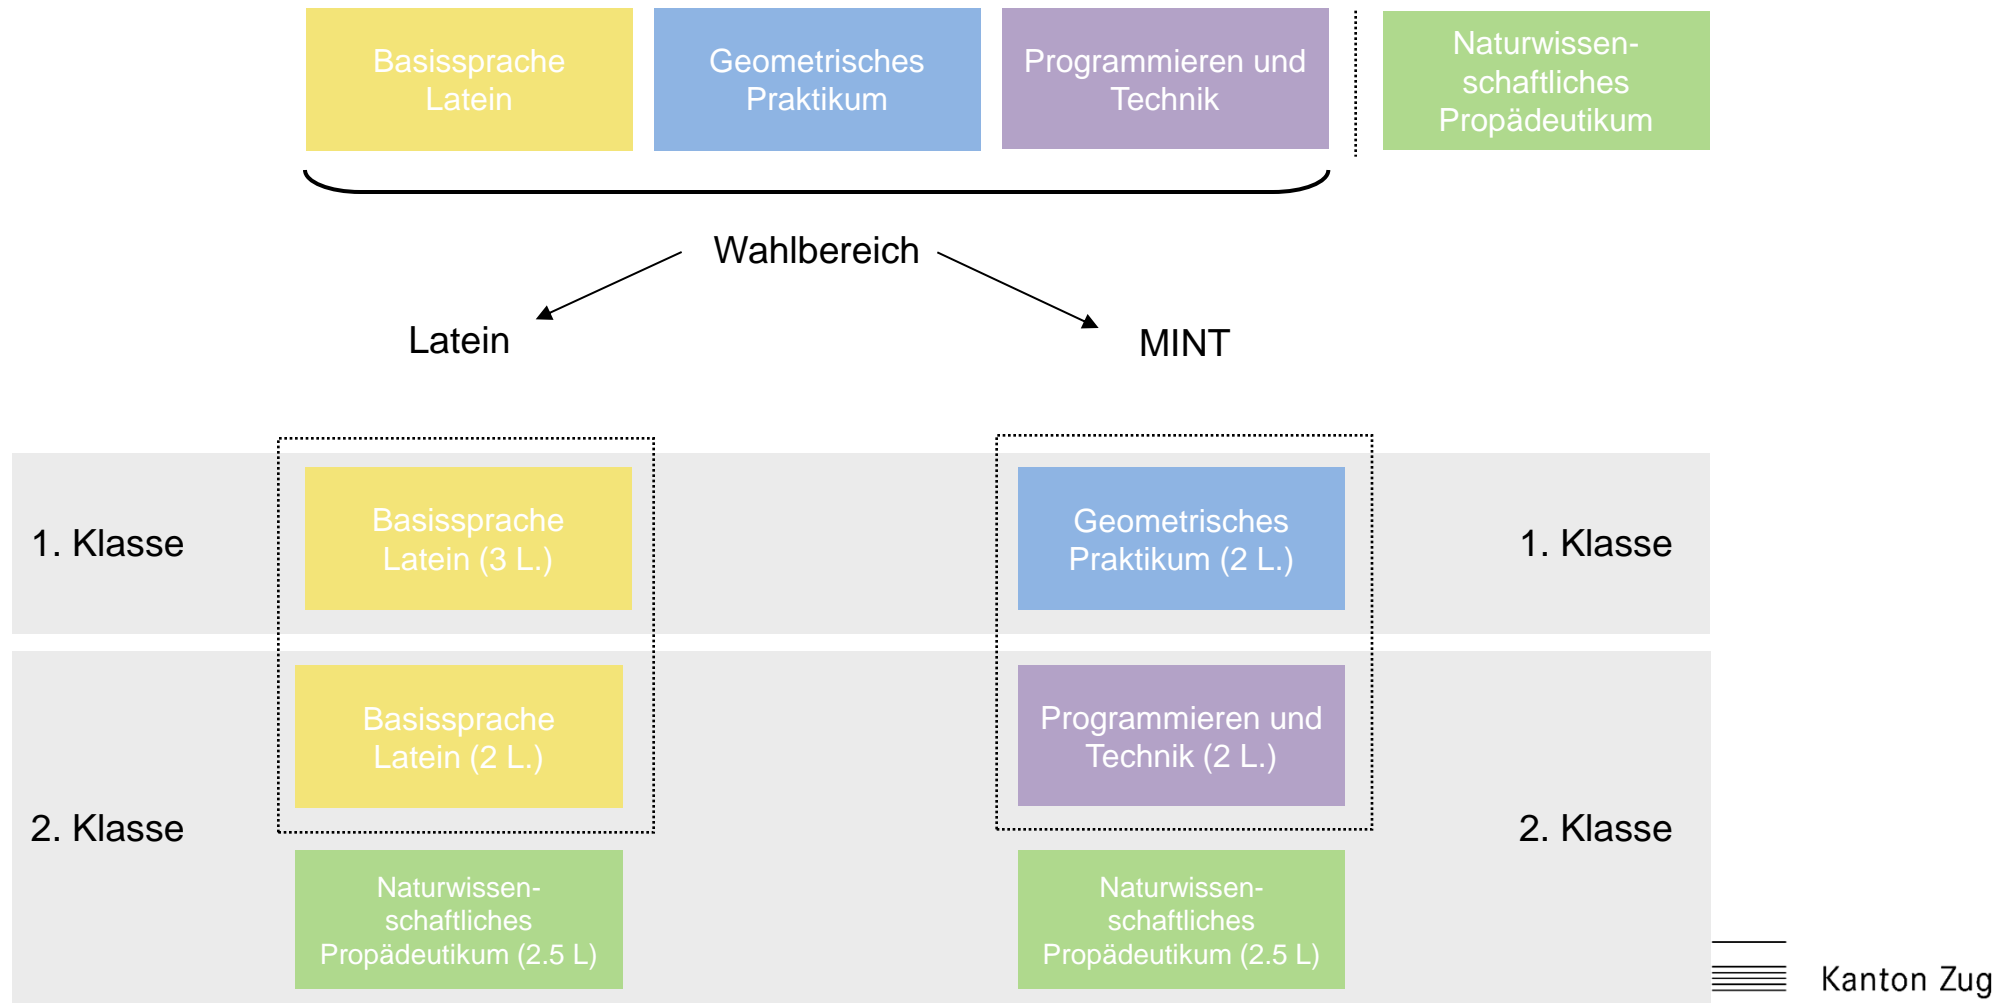 Basissprache
Latein
Geometrisches
Praktikum
Programmieren und
Technik
Naturwissen-
schaftliches
Propädeutikum
Wahlbereich
Latein
MINT
1. Klasse
Basissprache
Latein (3 L.)
Geometrisches
Praktikum (2 L.)
1. Klasse
2. Klasse
Basissprache
Latein (2 L.)
Programmieren und
Technik (2 L.)
2. Klasse
Naturwissen-
schaftliches
Propädeutikum (2.5 L)
Naturwissen-
schaftliches
Propädeutikum (2.5 L)
Kanton Zug